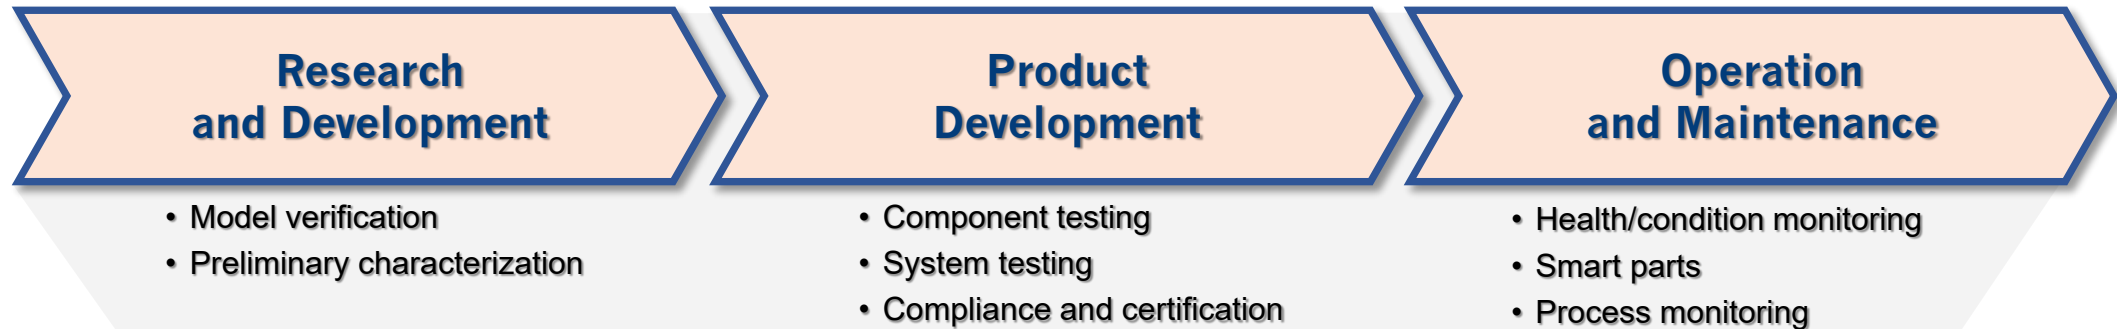 Research
and Development
• Model verification
• Preliminary characterization
Product
Development
• Component testing
• System testing
• Compliance and certification
Operation
and Maintenance
• Health/condition monitoring
• Smart parts
• Process monitoring